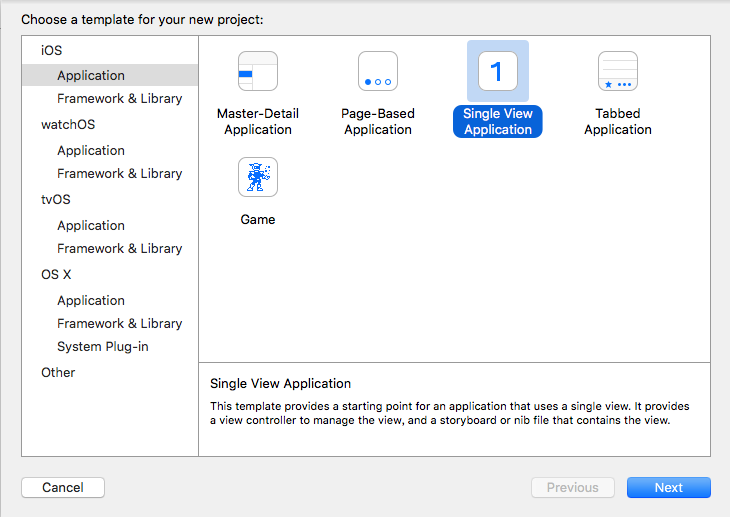 Choose a template for your new project:
iOS
Application
Framework & Library
watchOS
Application
Framework & Library
tvOS
Application
Framework & Library
OS X
Application
Framework & Library
System Plug-in
Other
Master-Detail
Application
Page-Based
Application
1
Single View
Application
Tabbed
Application
Game
Single View Application
This template provides a starting point for an application that uses a single view. It provides
a view controller to manage the view, and a storyboard or nib file that contains the view.
Cancel
Previous
Next